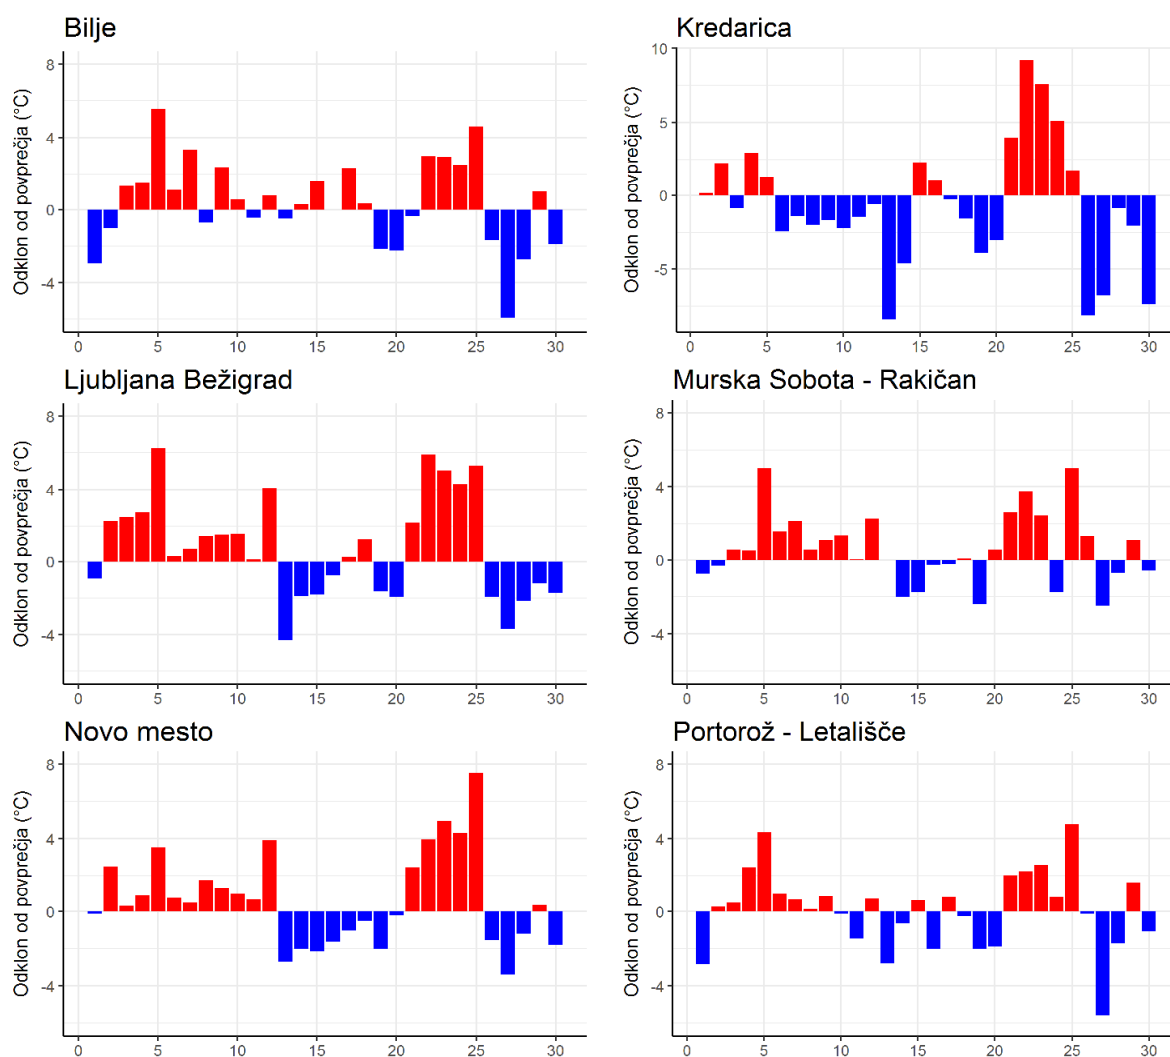 Bilje
Odklon od povprečja (°C)
8
4
0
-4
0 5 10 15 20 25 30
Kredarica
Odklon od povprečja (°C)
10
5
0
-5
0 5 10 15 20 25 30
Ljubljana Bežigrad
Odklon od povprečja (°C)
8
4
0
-4
0 5 10 15 20 25 30
Murska Sobota - Rakičan
Odklon od povprečja (°C)
8
4
0
-4
0 5 10 15 20 25 30
Novo mesto
Odklon od povprečja (°C)
8
4
0
-4
0 5 10 15 20 25 30
Portorož - Letališče
Odklon od povprečja (°C)
8
4
0
-4
0 5 10 15 20 25 30